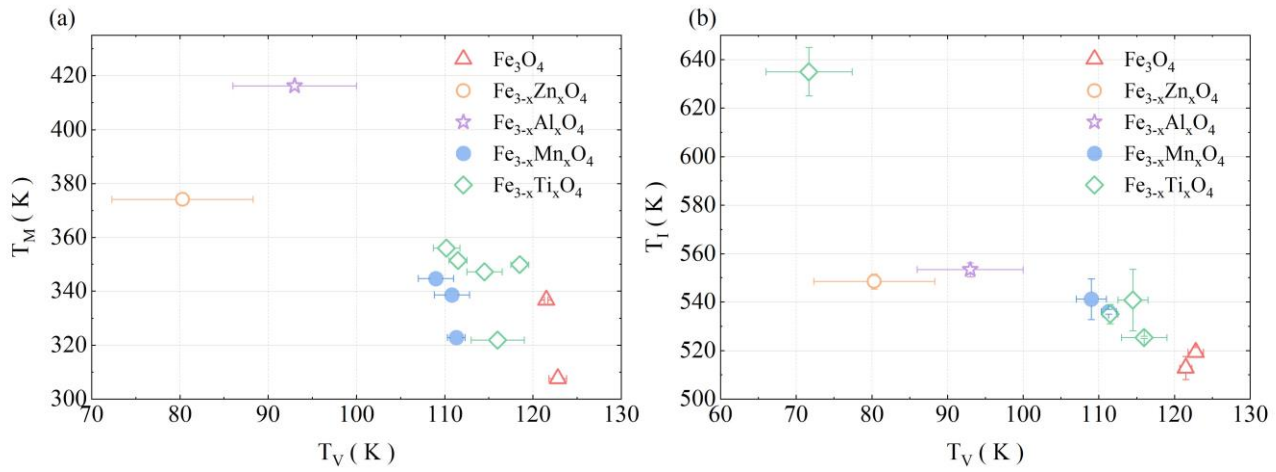 (a)
T_M ( K )
420
400
380
360
340
320
300
70 80 90 100 110 120 130
T_V ( K )
Fe₃O₄
Fe₃₋ₓZnₓO₄
Fe₃₋ₓAlₓO₄
Fe₃₋ₓMnₓO₄
Fe₃₋ₓTiₓO₄
(b)
T_I ( K )
640
620
600
580
560
540
520
500
60 70 80 90 100 110 120 130
T_V ( K )
Fe₃O₄
Fe₃₋ₓZnₓO₄
Fe₃₋ₓAlₓO₄
Fe₃₋ₓMnₓO₄
Fe₃₋ₓTiₓO₄